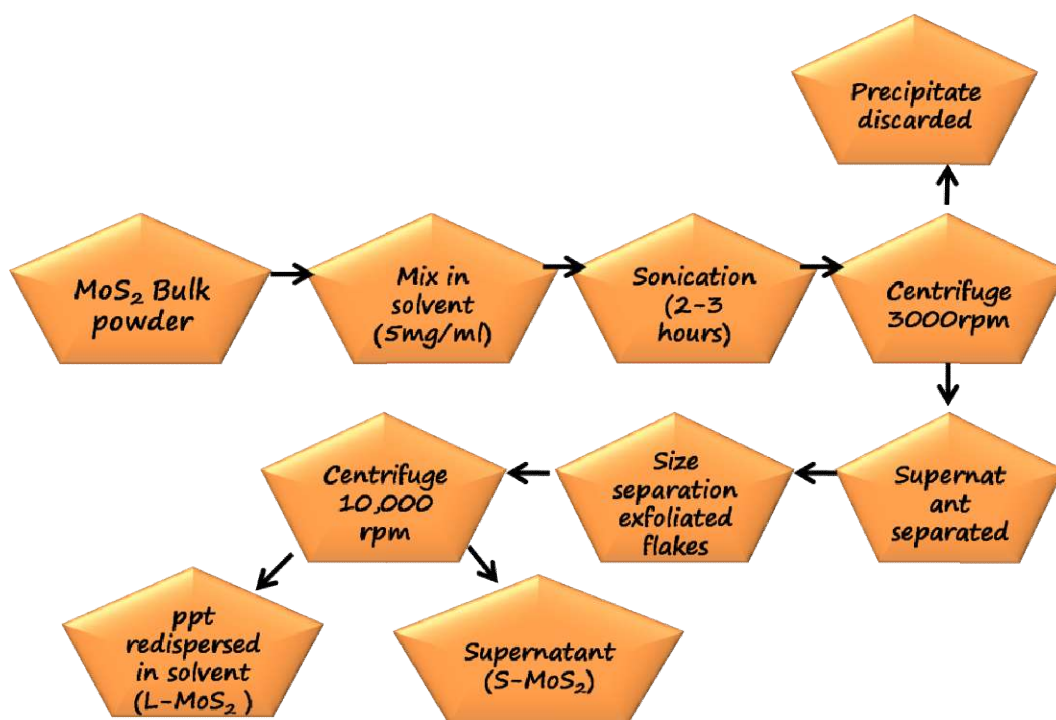 Precipitate
discarded
MoS₂ Bulk
powder
Mix in
solvent
(5mg/ml)
Sonication
(2-3
hours)
Centrifuge
3000rpm
Centrifuge
10,000
rpm
Size
separation
exfoliated
flakes
Supernat
ant
separated
ppt
redispersed
in solvent
(L-MoS₂ )
Supernatant
(S-MoS₂)